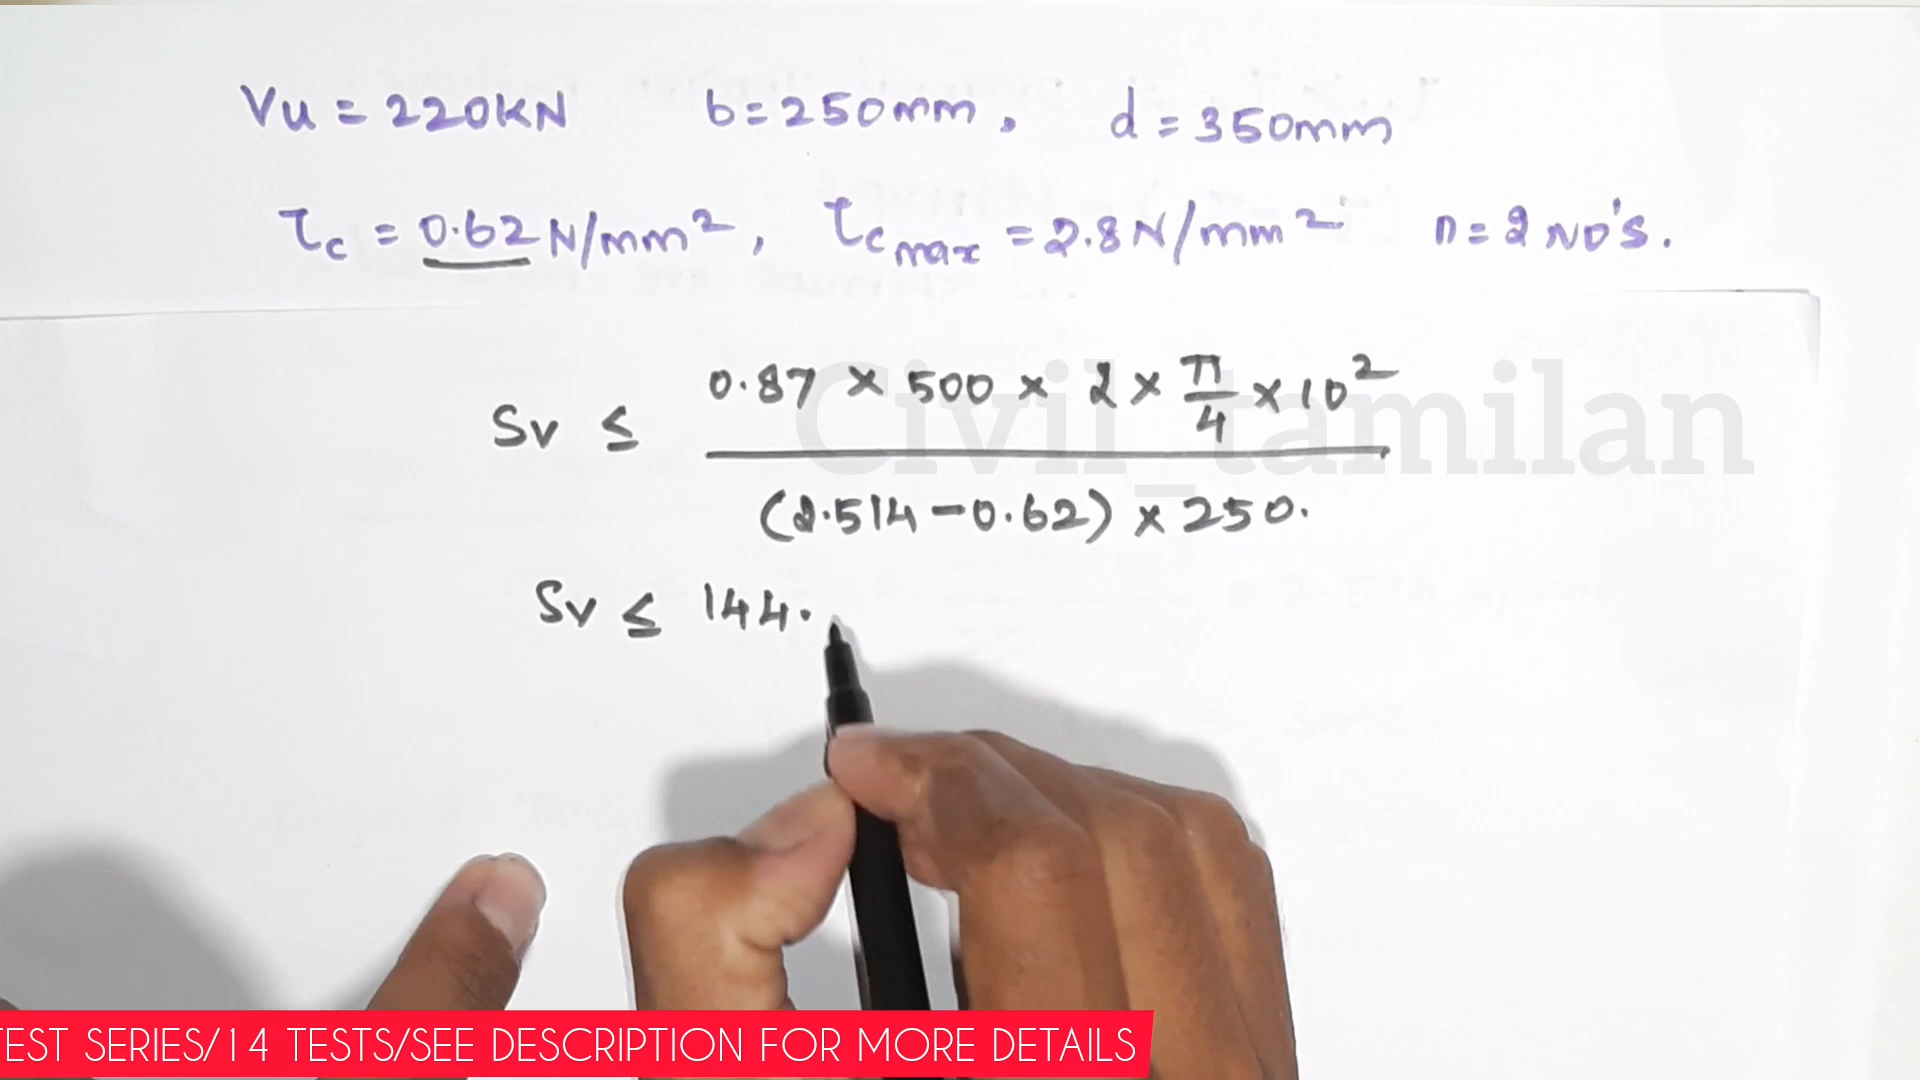 Vu = 220KN b=250mm, d=350mm
τc = 0.62 N/mm², τc max = 2.8 N/mm² n=2 NO'S.
Sv ≤ 0.87 × 500 × 2 × π/4 × 10² / (2.514-0.62) × 250.
Civil_tamilan
Sv ≤ 144.
TEST SERIES/14 TESTS/SEE DESCRIPTION FOR MORE DETAILS